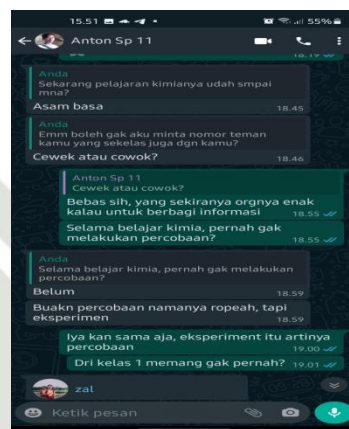 15.51
55%
Anton Sp 11
18.19
Anda
Sekarang pelajaran kimianya udah smpai
mna?
Asam basa
18.45
Anda
Emm boleh gak aku minta nomor teman
kamu yang sekelas juga dgn kamu?
Cewek atau cowok?
18.46
Anton Sp 11
Cewek atau cowok?
Bebas sih, yang sekiranya orgnya enak
kalau untuk berbagi informasi
18.55
Selama belajar kimia, pernah gak
melakukan percobaan?
18.55
Anda
Selama belajar kimia, pernah gak melakukan
percobaan?
Belum
18.59
Buakn percobaan namanya ropeah, tapi
eksperimen
18.59
Iya kan sama aja, eksperiment itu artinya
percobaan
19.00
Dri kelas 1 memang gak pernah?
19.01
zal
Ketik pesan